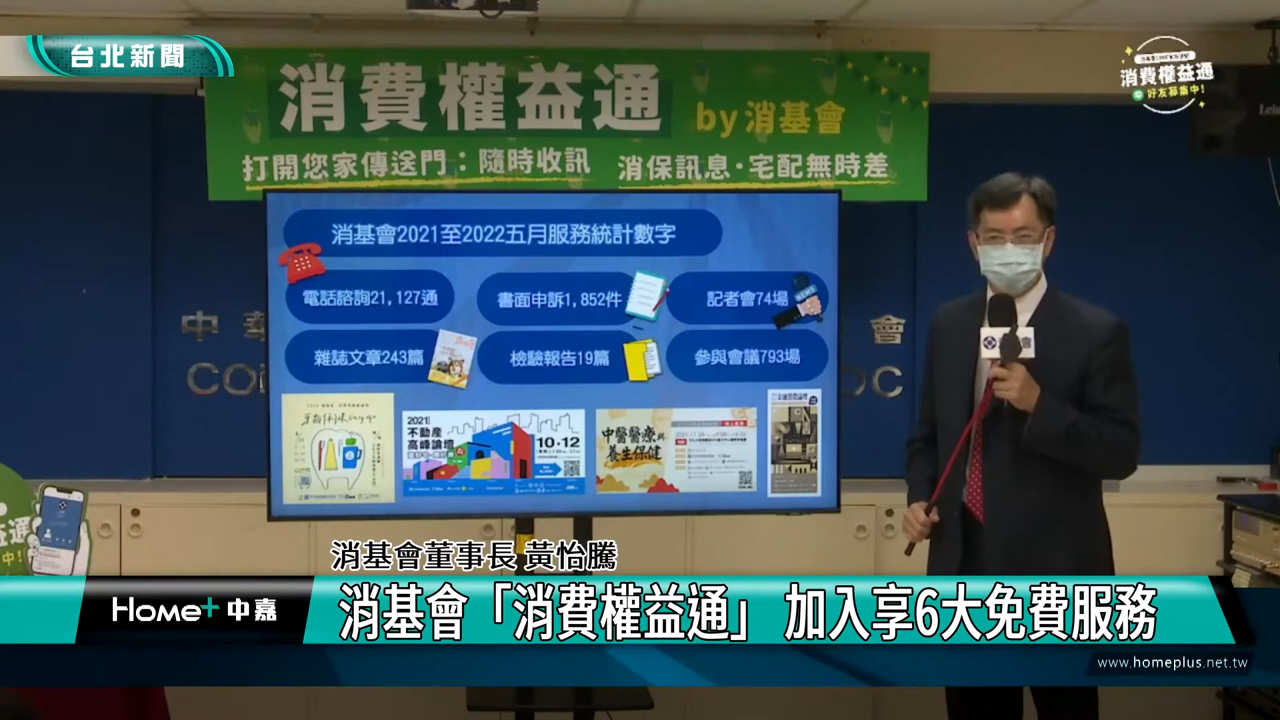 台北新聞
消費權益通
好友募集中!
消費權益通 by消基會
打開您家傳送門：隨時收訊 消保訊息・宅配無時差
消基會2021至2022五月服務統計數字
電話諮詢21,127通
書面申訴1,852件
記者會74場
NEWS
雜誌文章243篇
檢驗報告19篇
參與會議793場
2021
不動產
高峰論壇
10•12
中醫醫療與
養生保健
中華
會
CO
OC
消基會董事長 黃怡騰
Home+中嘉
消基會「消費權益通」 加入享6大免費服務
www.homeplus.net.tw